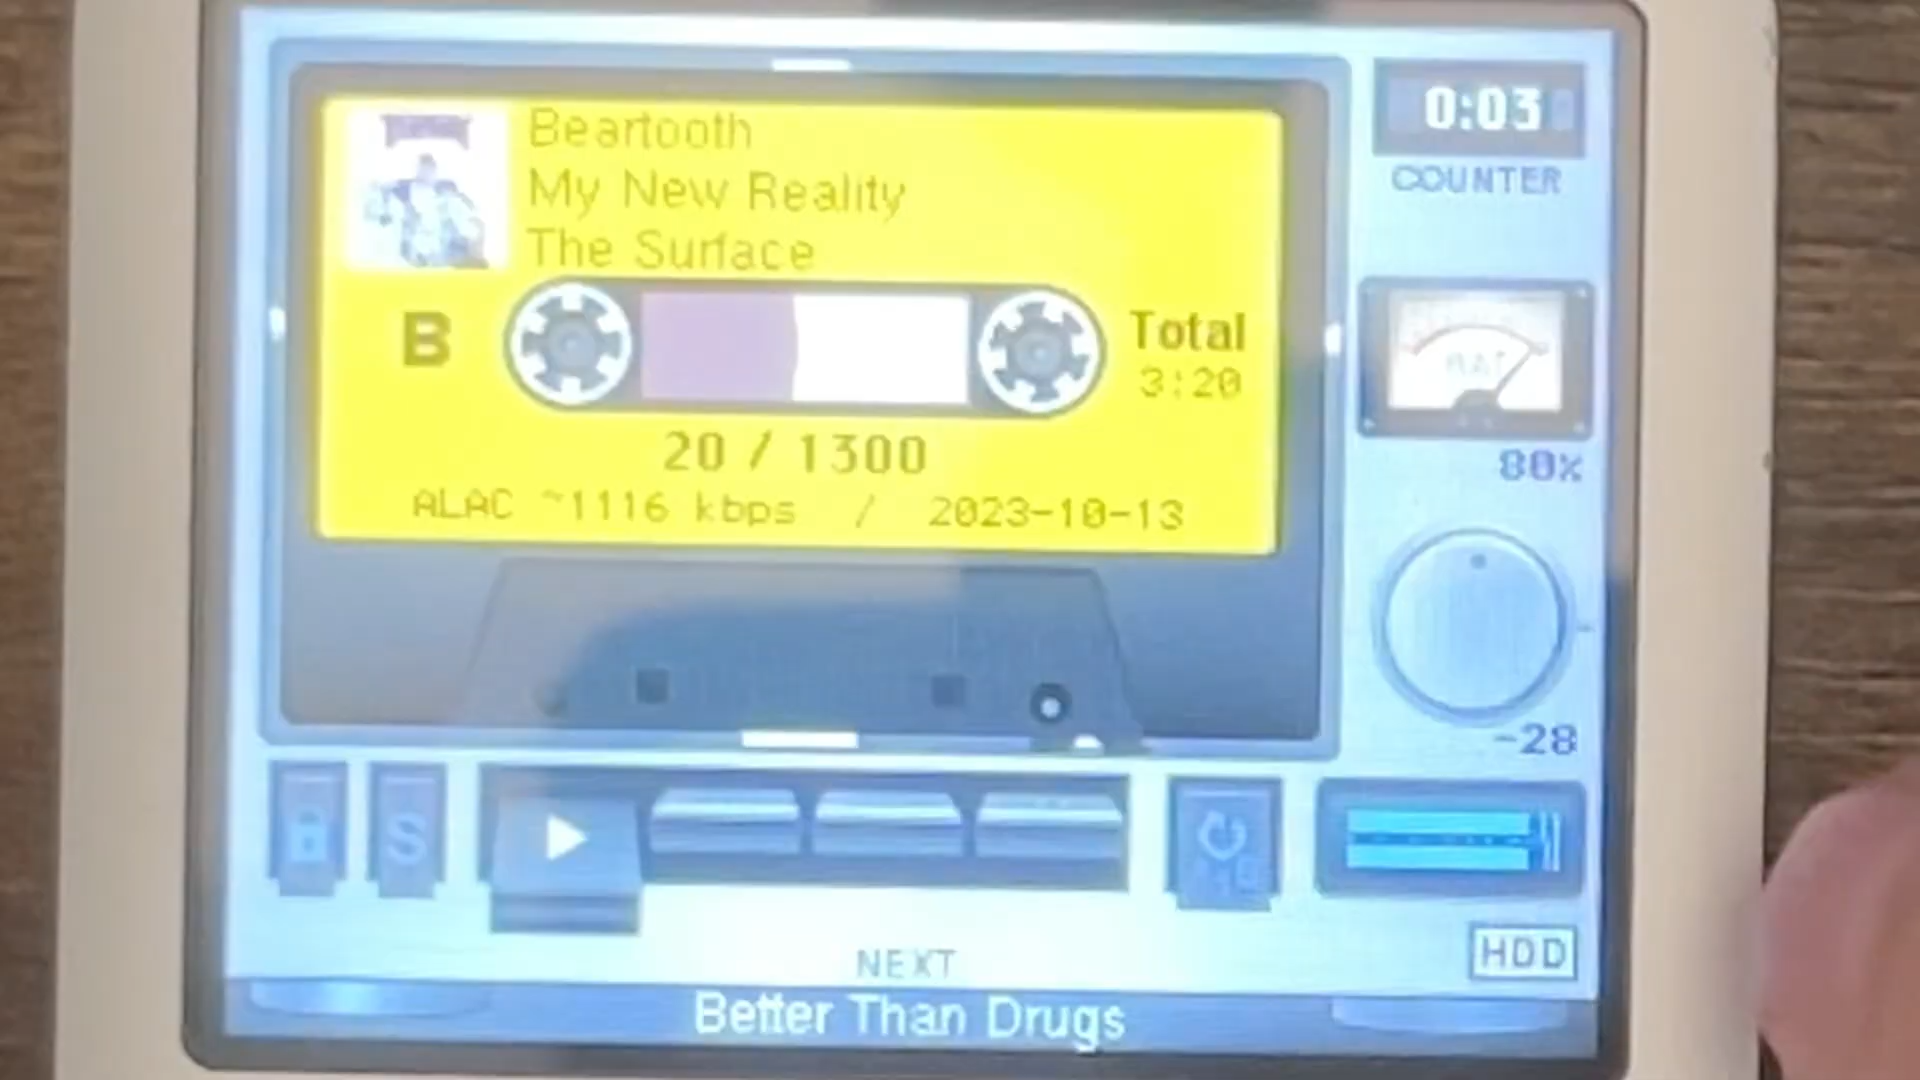 Beartooth
My New Reality
The Surface
B
Total
3:20
20 / 1300
ALAC ~1116 kbps / 2023-10-13
0:03
COUNTER
BAT
80%
-28
S
HDD
NEXT
Better Than Drugs